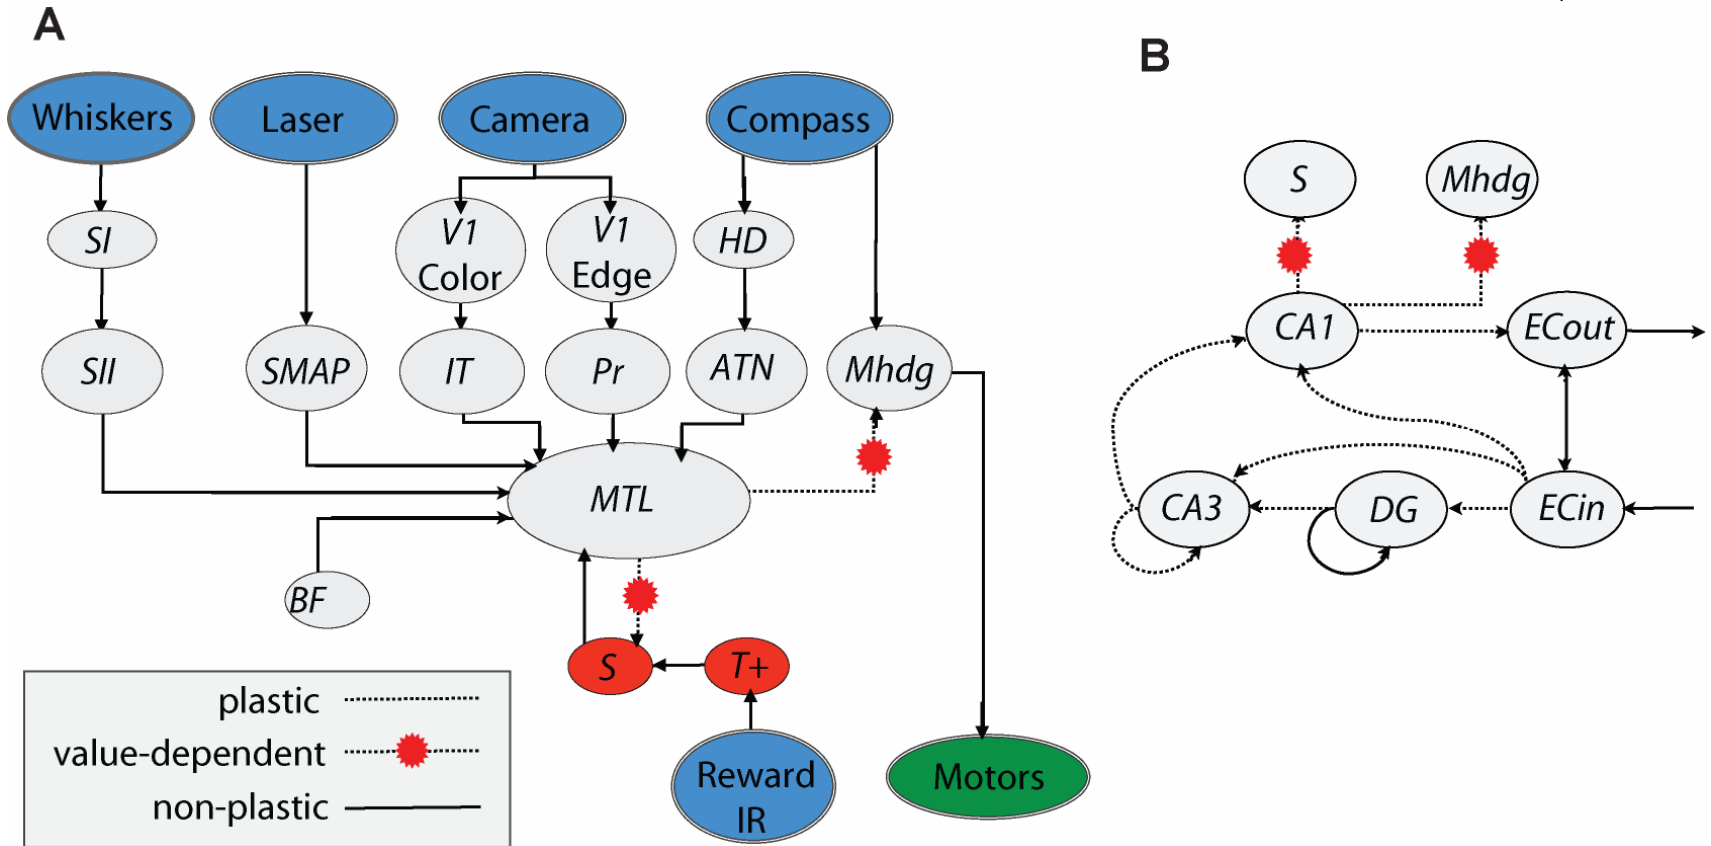 A
B
Whiskers
Laser
Camera
Compass
S
Mhdg
SI
V1
Color
V1
Edge
HD
CA1
ECout
SII
SMAP
IT
Pr
ATN
Mhdg
MTL
CA3
DG
ECin
BF
S
T+
plastic
value-dependent
non-plastic
Reward
IR
Motors